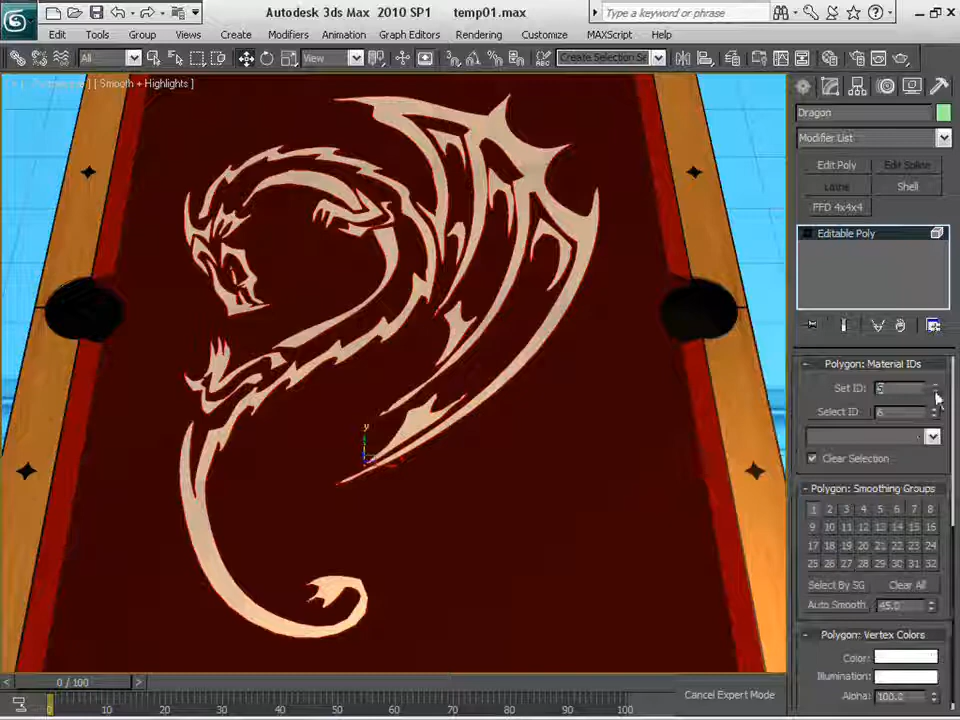 Autodesk 3ds Max 2010 SP1 temp01.max
Type a keyword or phrase
Edit Tools Group Views Create Modifiers Animation Graph Editors Rendering Customize MAXScript Help
All
View
Create Selection Se
[ Smooth + Highlights ]
Dragon
Modifier List
Edit Poly Edit Spline
Lathe Shell
FFD 4x4x4
Editable Poly
Polygon: Material IDs
Set ID: 5
Select ID 6
Clear Selection
Polygon: Smoothing Groups
1 2 3 4 5 6 7 8
9 10 11 12 13 14 15 16
17 18 19 20 21 22 23 24
25 26 27 28 29 30 31 32
Select By SG Clear All
Auto Smooth 45.0
Polygon: Vertex Colors
Color:
Illumination:
Alpha: 100.0
y
0 / 100
Cancel Expert Mode
0 10 20 30 40 50 60 70 80 90 100